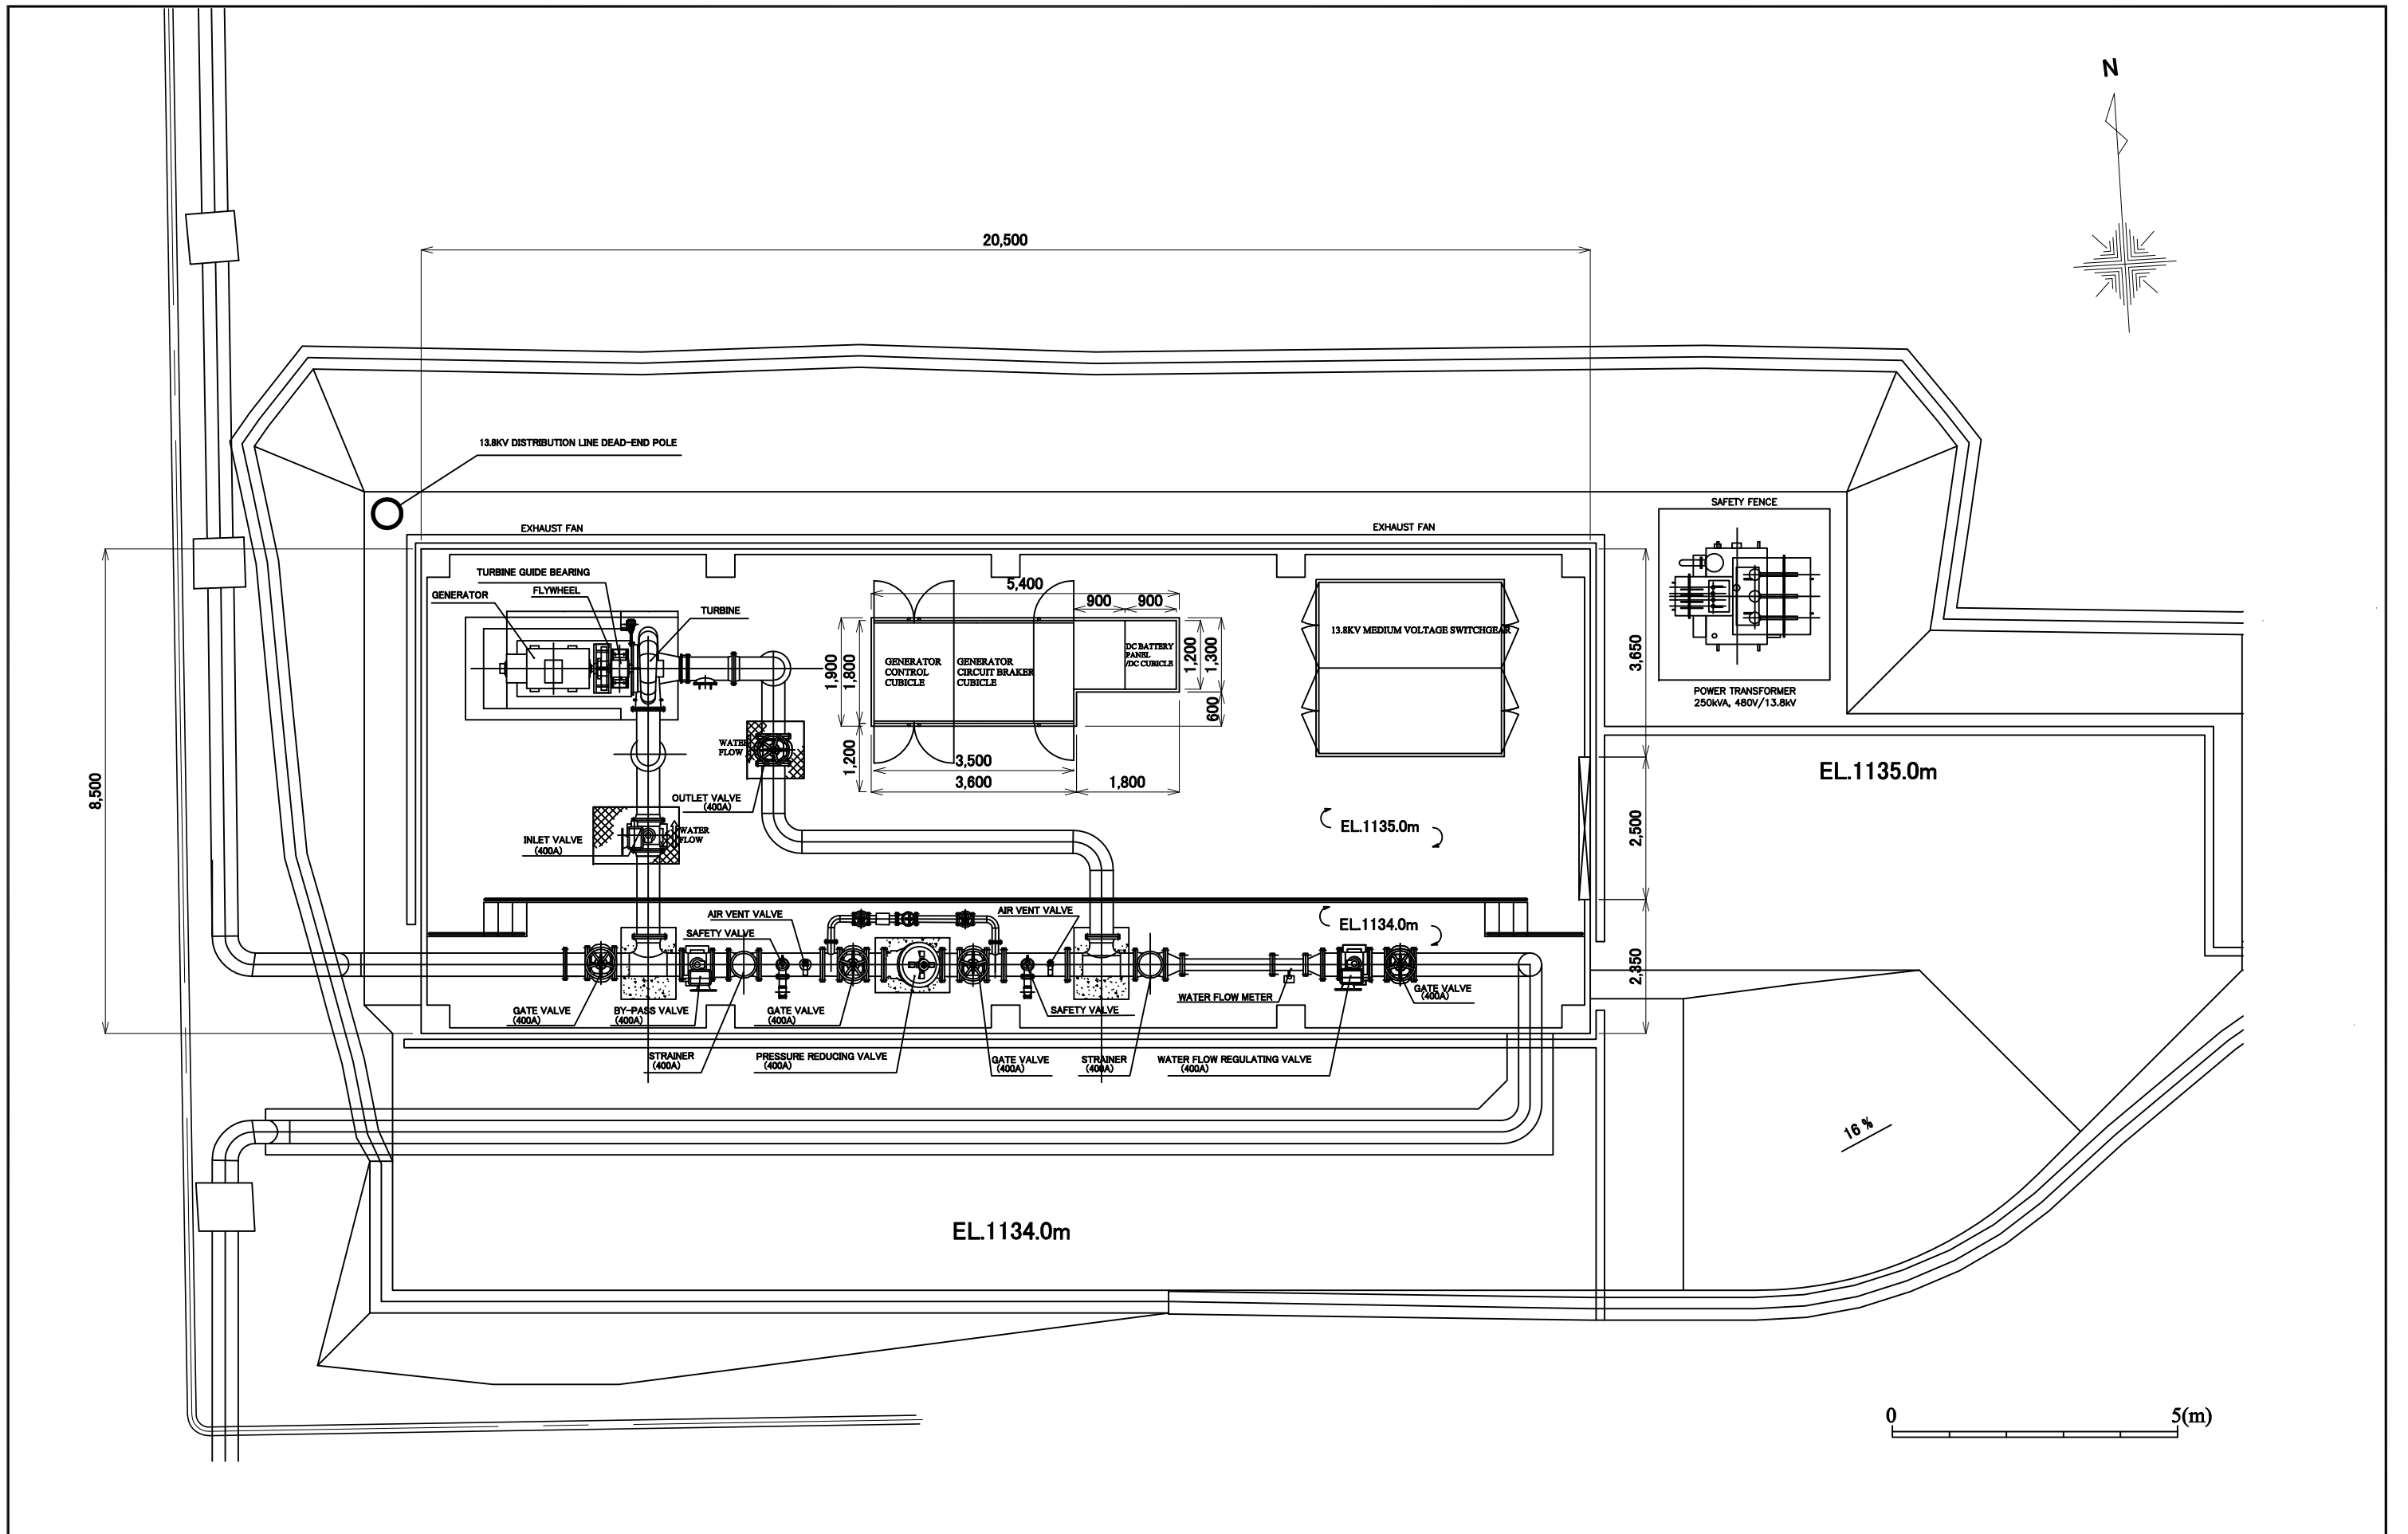 N
20,500
13.8KV DISTRIBUTION LINE DEAD-END POLE
SAFETY FENCE
EXHAUST FAN
EXHAUST FAN
TURBINE GUIDE BEARING
FLYWHEEL
GENERATOR
TURBINE
5,400
900
900
1,900
1,800
GENERATOR
CONTROL
CUBICLE
GENERATOR
CIRCUIT BRAKER
CUBICLE
DC BATTERY
PANEL
/DC CUBICLE
1,200
1,300
600
13.8KV MEDIUM VOLTAGE SWITCHGEAR
3,650
POWER TRANSFORMER
250kVA, 480V/13.8kV
WATER
FLOW
1,200
3,500
3,600
1,800
8,500
OUTLET VALVE
(400A)
EL.1135.0m
INLET VALVE
(400A)
WATER
FLOW
EL.1135.0m
2,500
AIR VENT VALVE
SAFETY VALVE
AIR VENT VALVE
EL.1134.0m
2,350
GATE VALVE
(400A)
BY-PASS VALVE
(400A)
GATE VALVE
(400A)
SAFETY VALVE
WATER FLOW METER
GATE VALVE
(400A)
STRAINER
(400A)
PRESSURE REDUCING VALVE
(400A)
GATE VALVE
(400A)
STRAINER
(400A)
WATER FLOW REGULATING VALVE
(400A)
16 %
EL.1134.0m
0
5(m)